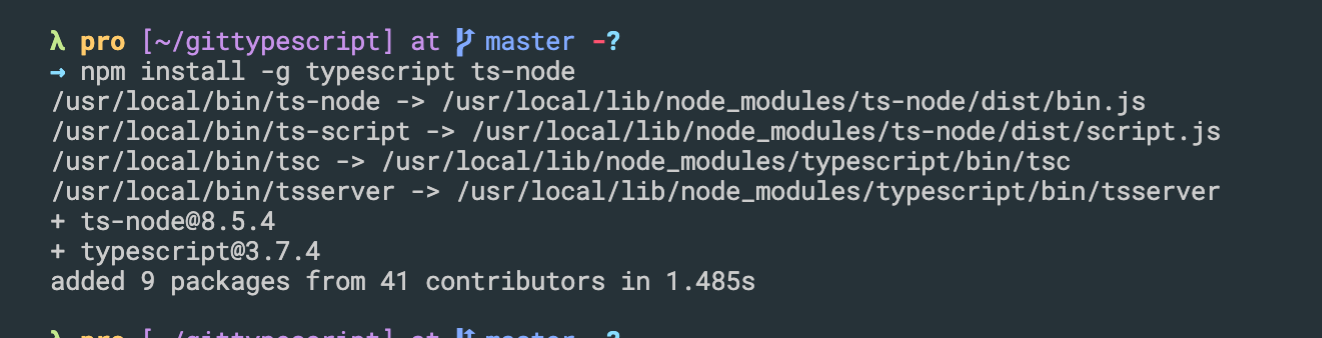 λ pro [~/gittypescript] at master -?
→ npm install -g typescript ts-node
/usr/local/bin/ts-node -> /usr/local/lib/node_modules/ts-node/dist/bin.js
/usr/local/bin/ts-script -> /usr/local/lib/node_modules/ts-node/dist/script.js
/usr/local/bin/tsc -> /usr/local/lib/node_modules/typescript/bin/tsc
/usr/local/bin/tsserver -> /usr/local/lib/node_modules/typescript/bin/tsserver
+ ts-node@8.5.4
+ typescript@3.7.4
added 9 packages from 41 contributors in 1.485s
λ pro [~/gittypescript] at master -?